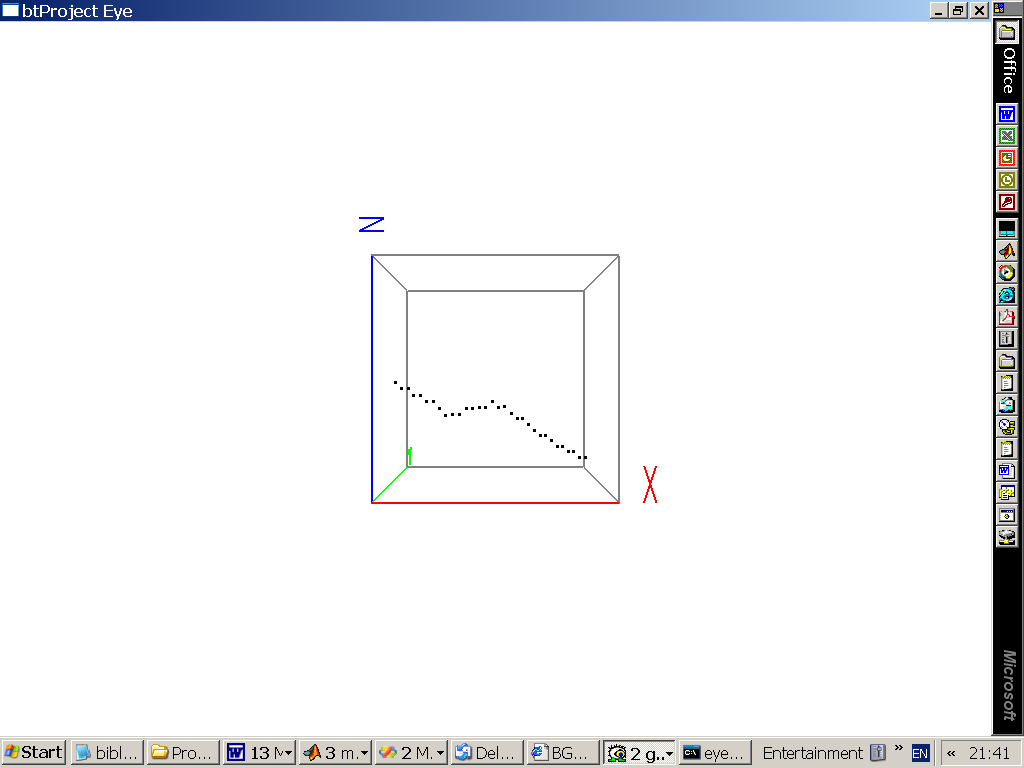 btProject Eye
Office
Z
Y
X
Microsoft
Start
bibl...
Pro...
13 M
3 m.
2 M.
Del...
BG...
2 g..
eye...
Entertainment
»
EN
«
21:41